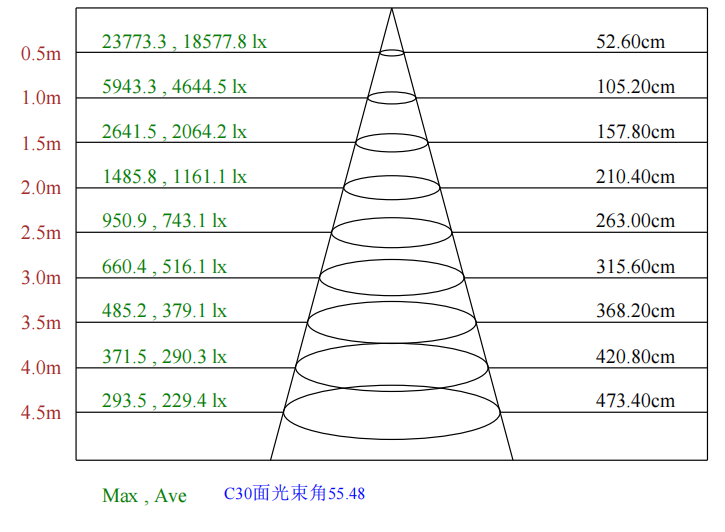 23773.3 , 18577.8 lx 52.60cm
0.5m
5943.3 , 4644.5 lx 105.20cm
1.0m
2641.5 , 2064.2 lx 157.80cm
1.5m
1485.8 , 1161.1 lx 210.40cm
2.0m
950.9 , 743.1 lx 263.00cm
2.5m
660.4 , 516.1 lx 315.60cm
3.0m
485.2 , 379.1 lx 368.20cm
3.5m
371.5 , 290.3 lx 420.80cm
4.0m
293.5 , 229.4 lx 473.40cm
4.5m
Max , Ave C30面光束角55.48